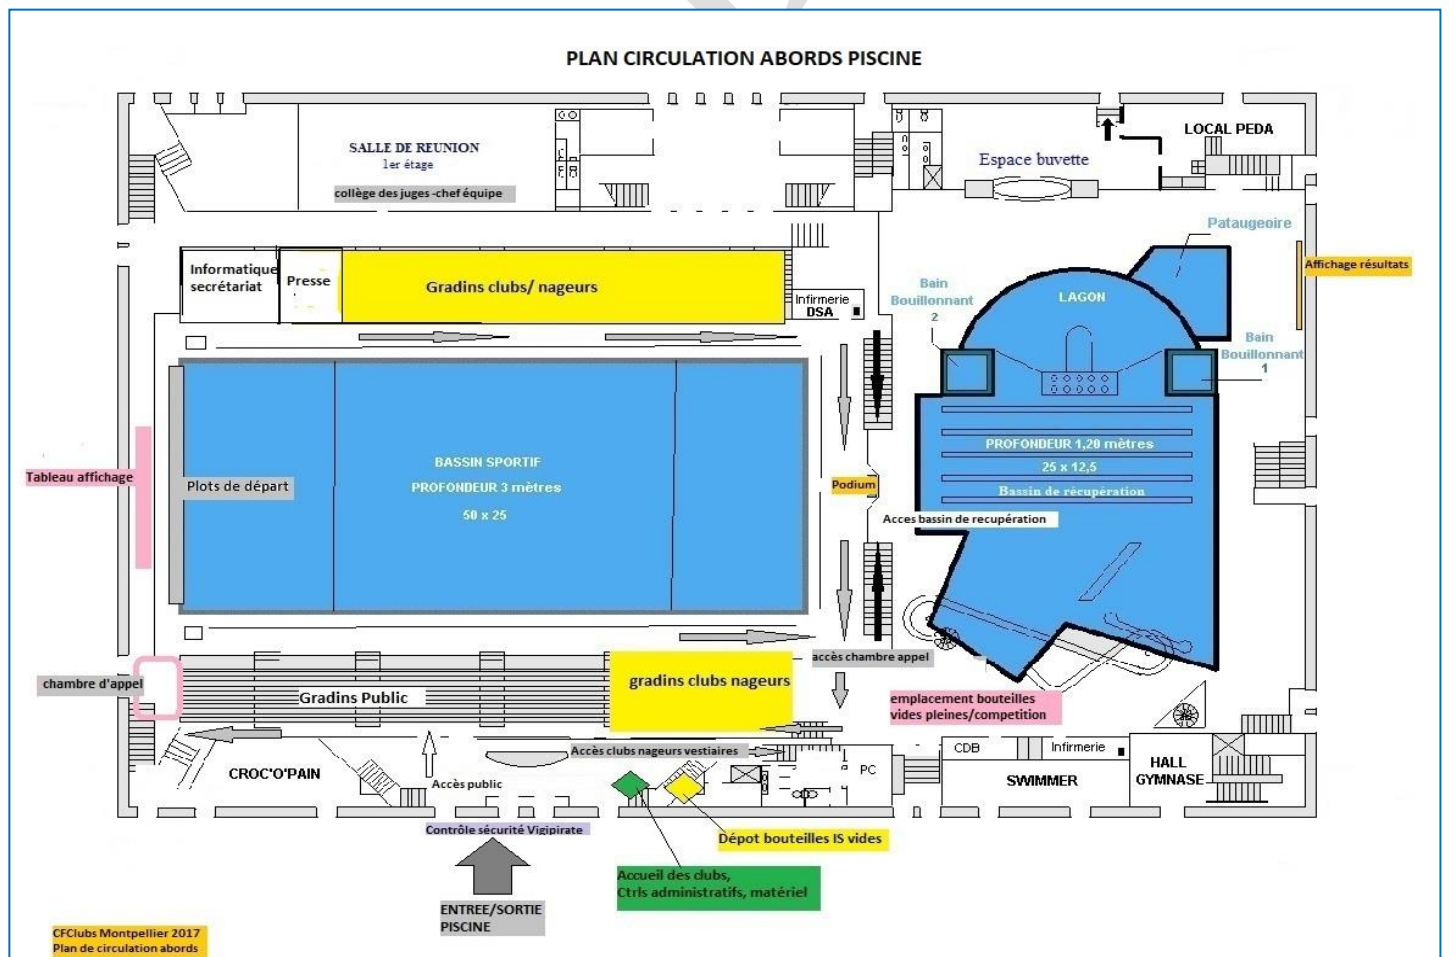 PLAN CIRCULATION ABORDS PISCINE
SALLE DE REUNION
1er étage
collège des juges -chef équipe
LOCAL PEDA
Espace buvette
Pataugeoire
Affichage résultats
Informatique
secrétariat
Presse
Gradins clubs/ nageurs
Infirmerie
DSA
Bain
Bouillonnant
2
LAGON
Bain
Bouillonnant
1
BASSIN SPORTIF
PROFONDEUR 3 mètres
50 x 25
PROFONDEUR 1,20 mètres
25 x 12,5
Bassin de rècupération
Tableau affichage
Plots de départ
Podium
Acces bassin de recupération
accès chambre appel
chambre d'appel
Gradins Public
gradins clubs nageurs
emplacement bouteilles
vides pleines/competition
Accès clubs nageurs vestiaires
CROC'O'PAIN
Accès public
PC
CDB
Infirmerie
SWIMMER
HALL
GYMNASE
Contrôle sécurité Vigipirate
Dépot bouteilles IS vides
Accueil des clubs,
Ctrls administratifs, matériel
ENTREE/SORTIE
PISCINE
CFClubs Montpellier 2017
Plan de circulation abords